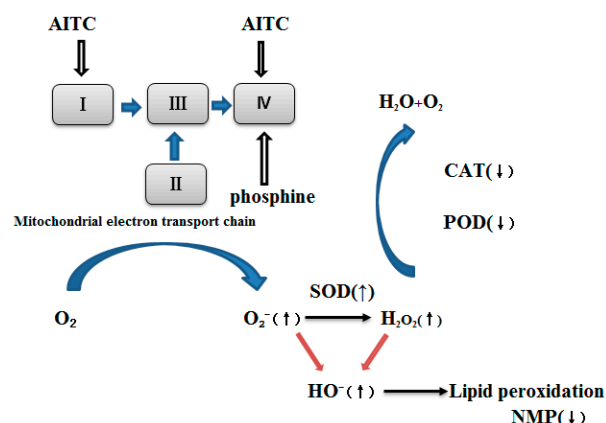 AITC AITC
I III IV
H₂O+O₂
II
CAT(↓)
phosphine
Mitochondrial electron transport chain
POD(↓)
SOD(↑)
O₂ O₂⁻(↑) H₂O₂(↑)
HO⁻(↑) Lipid peroxidation
NMP(↓)